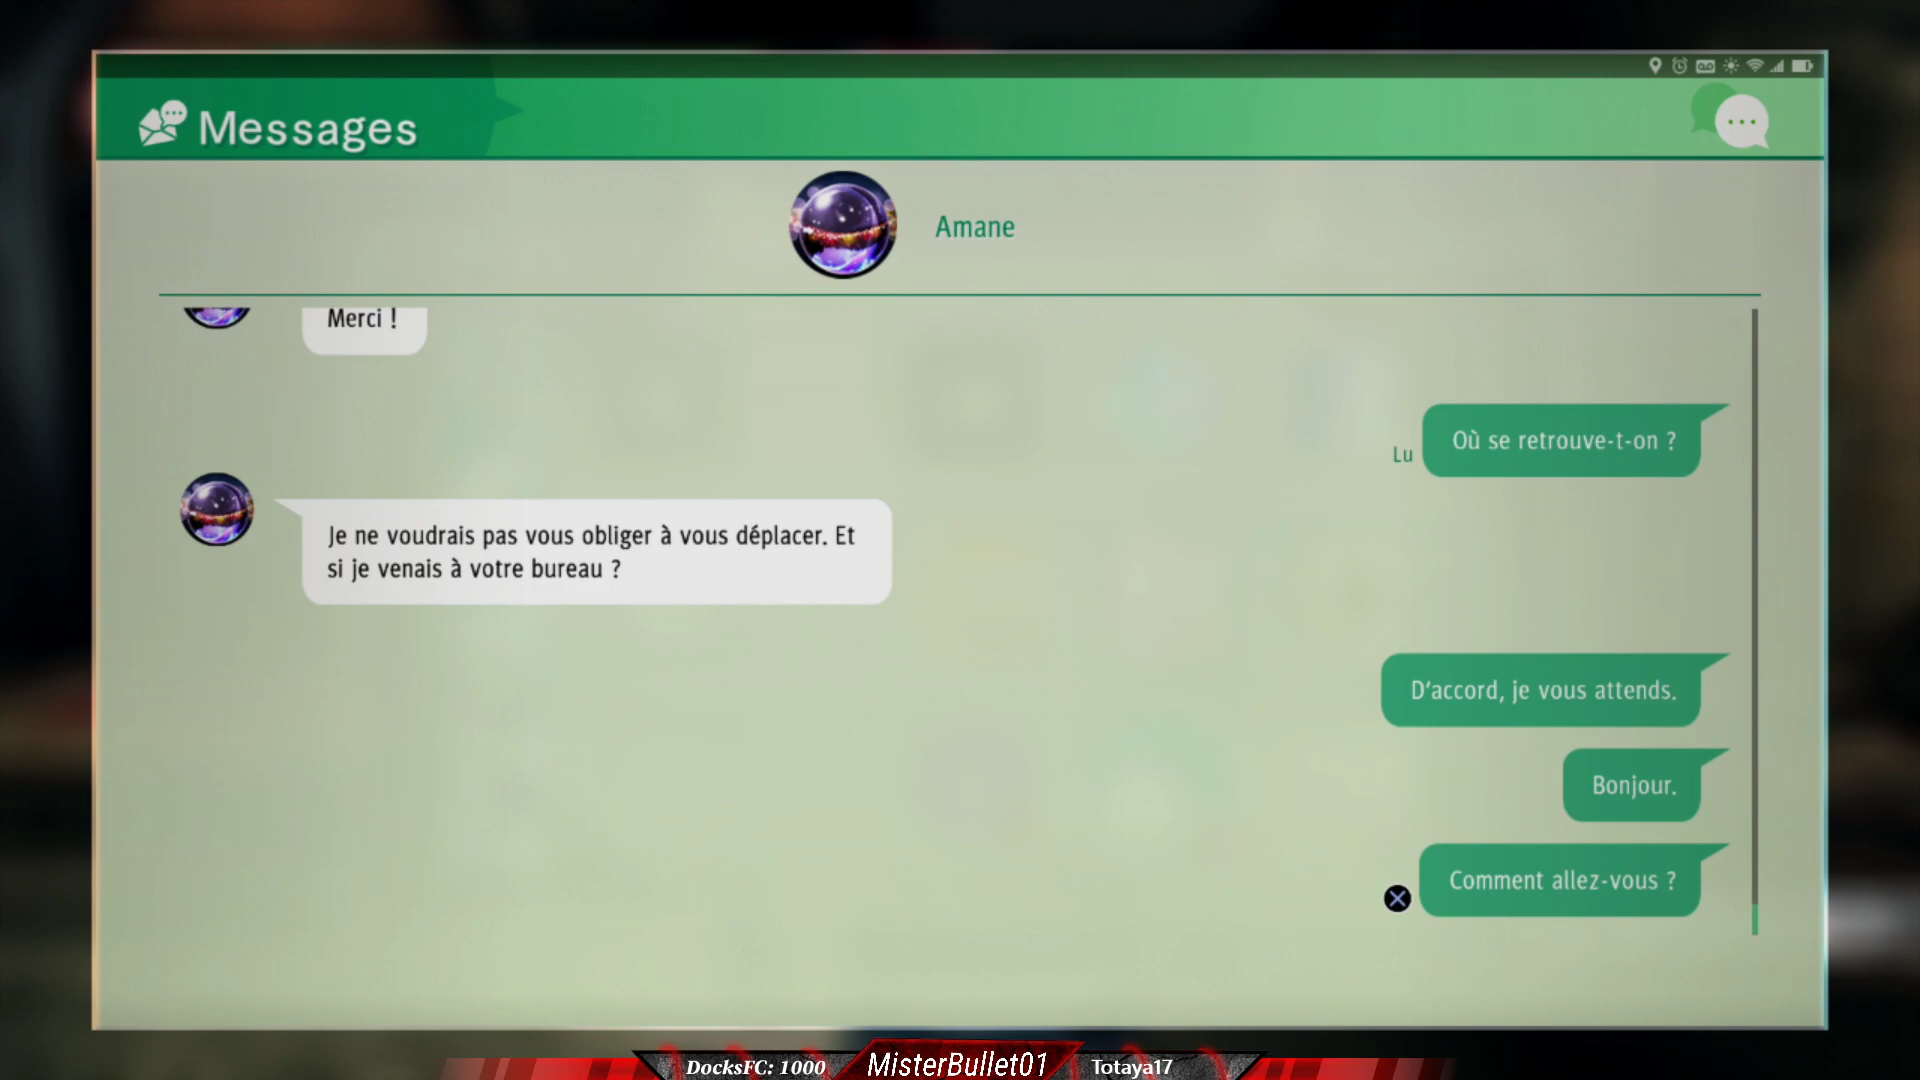 Messages
Amane
Merci !
Où se retrouve-t-on ?
Lu
Je ne voudrais pas vous obliger à vous déplacer. Et
si je venais à votre bureau ?
D'accord, je vous attends.
Bonjour.
Comment allez-vous ?
DocksFC: 1000
MisterBullet01
Totaya17